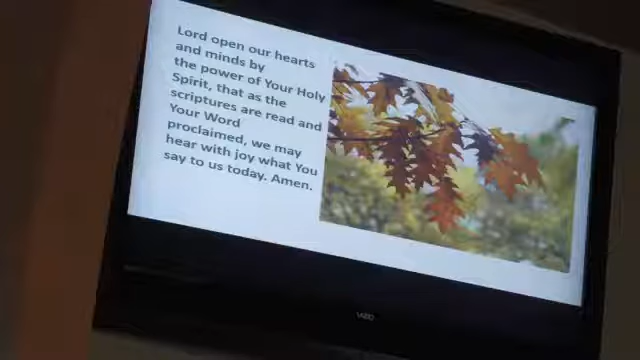 Lord open our hearts
and minds by
the power of Your Holy
Spirit, that as the
scriptures are read and
Your Word
proclaimed, we may
hear with joy what You
say to us today. Amen.
VIZIO